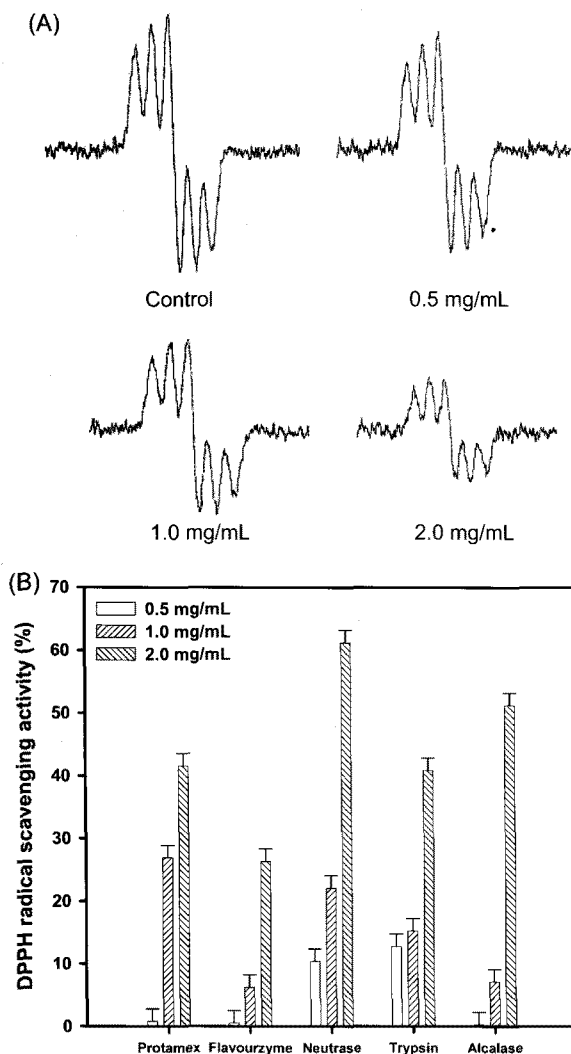 (A)
Control
0.5 mg/mL
1.0 mg/mL
2.0 mg/mL
(B)
DPPH radical scavenging activity (%)
70
60
50
40
30
20
10
0
0.5 mg/mL
1.0 mg/mL
2.0 mg/mL
Protamex Flavourzyme Neutrase Trypsin Alcalase